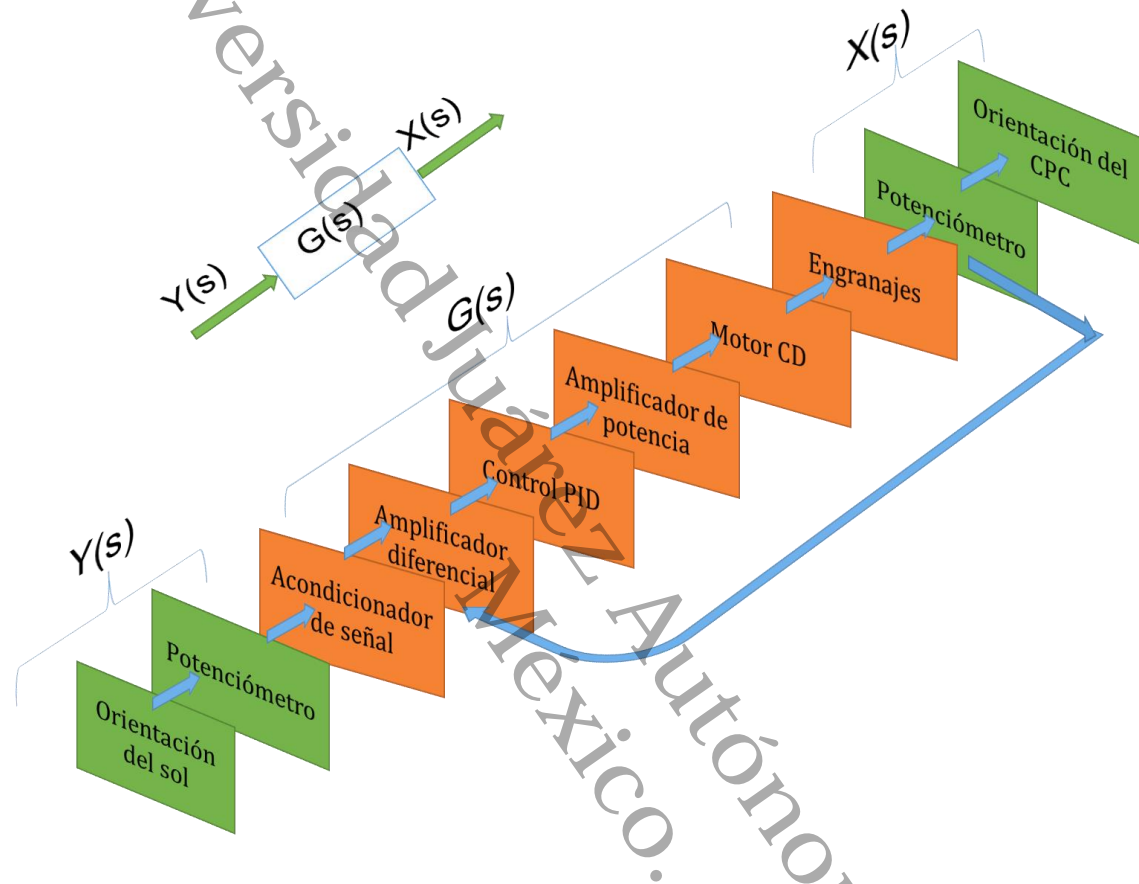 X(s)
Orientación del
CPC
Potenciómetro
Engranajes
Motor CD
Amplificador de
potencia
Control PID
Amplificador
diferencial
Acondicionador
de señal
Potenciómetro
Orientación
del sol
Y(s)
G(s)
Y(s)
G(s)
X(s)
versidad Juárez Autónom
México.